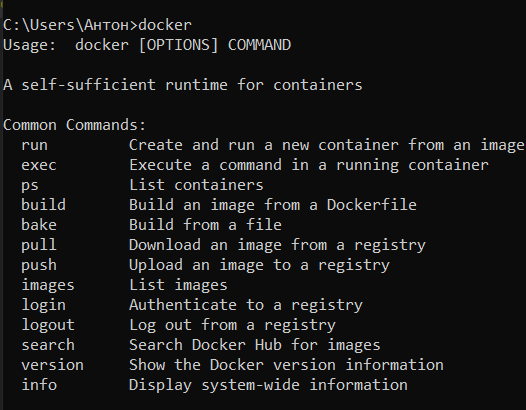 C:\Users\Антон>docker
Usage:  docker [OPTIONS] COMMAND

A self-sufficient runtime for containers

Common Commands:
  run         Create and run a new container from an image
  exec        Execute a command in a running container
  ps          List containers
  build       Build an image from a Dockerfile
  bake        Build from a file
  pull        Download an image from a registry
  push        Upload an image to a registry
  images      List images
  login       Authenticate to a registry
  logout      Log out from a registry
  search      Search Docker Hub for images
  version     Show the Docker version information
  info        Display system-wide information